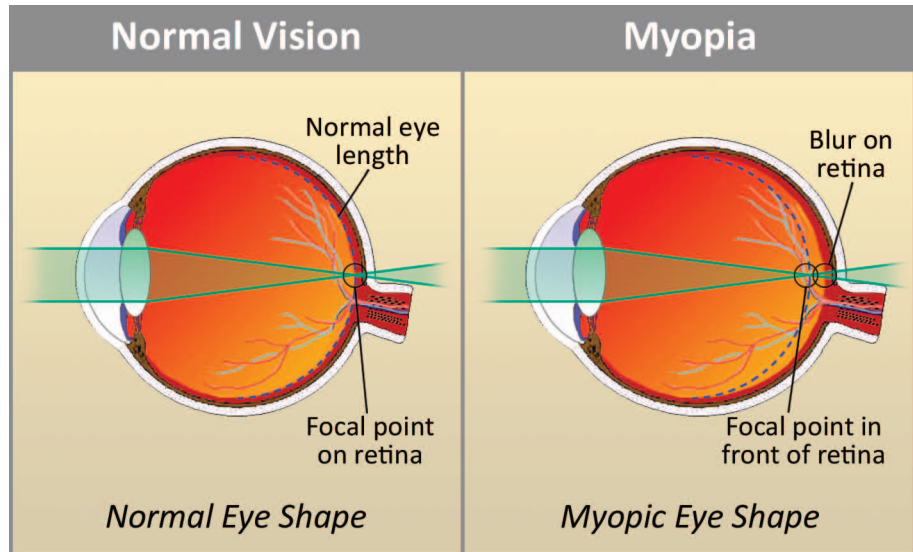 Normal Vision
Normal eye
length
Focal point
on retina
Normal Eye Shape
Myopia
Blur on
retina
Focal point in
front of retina
Myopic Eye Shape